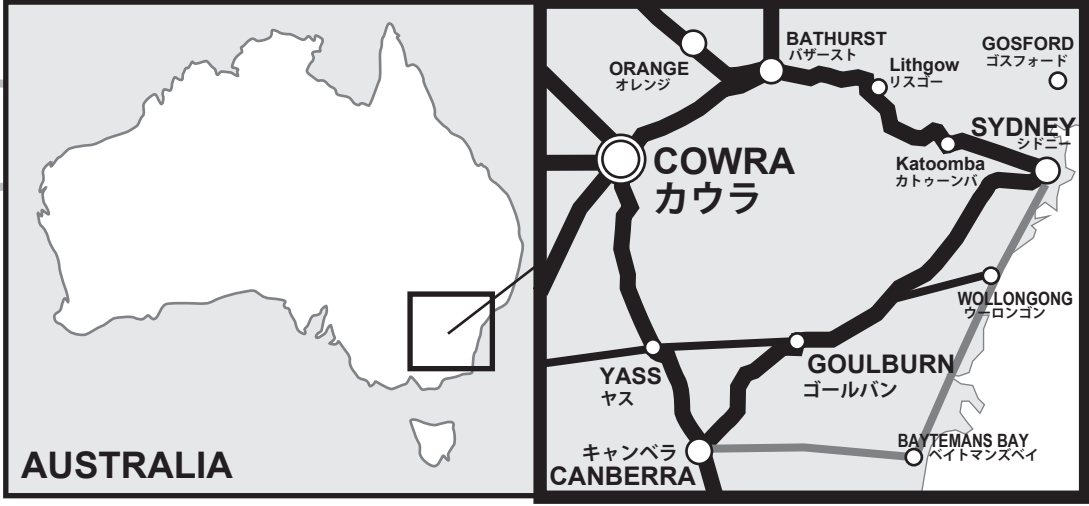 AUSTRALIA
ORANGE
オレンジ
BATHURST
バザースト
Lithgow
リスゴー
GOSFORD
ゴスフォード
SYDNEY
シドニー
Katoomba
カトゥーンバ
COWRA
カウラ
WOLLONGONG
ウーロンゴン
YASS
ヤス
GOULBURN
ゴールバン
キャンベラ
CANBERRA
BAYTEMANS BAY
ベイトマンズベイ